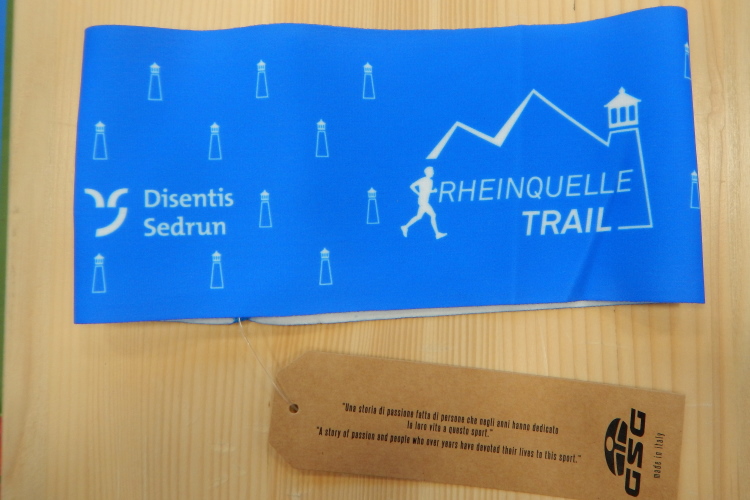 Disentis
Sedrun
RHEINQUELLE
TRAIL
"Una storia di passione fatta di persone che negli anni hanno dedicato
la loro vita a questo sport."
"A story of passion and people who over years have devoted their lives to this sport."
GSG
made in Italy